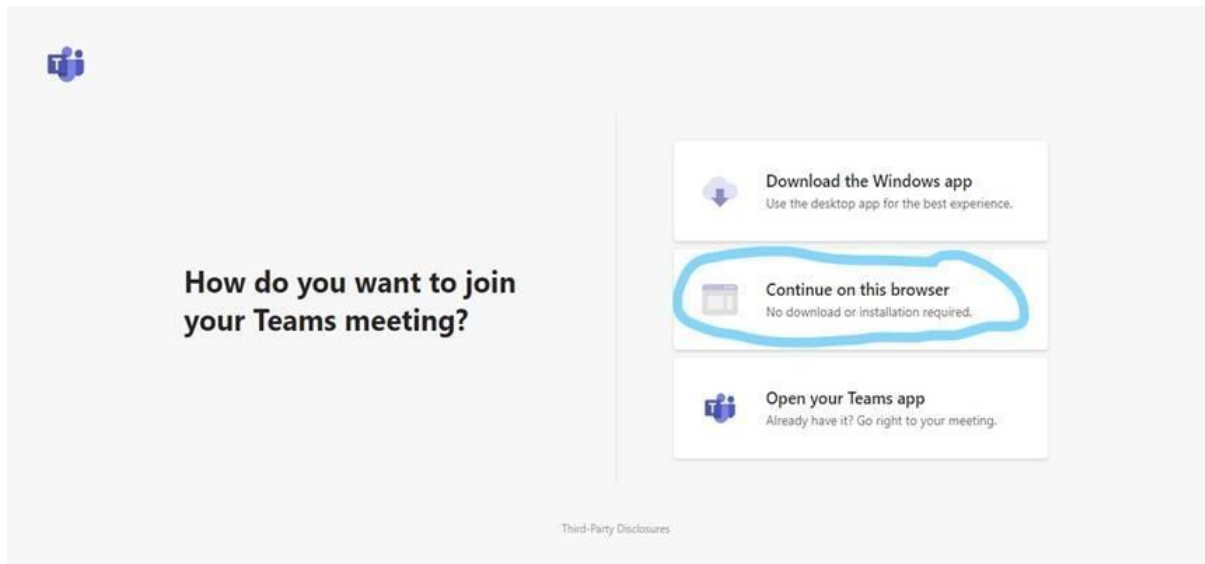 How do you want to join
your Teams meeting?
Download the Windows app
Use the desktop app for the best experience.
Continue on this browser
No download or installation required.
Open your Teams app
Already have it? Go right to your meeting.
Third-Party Disclosures